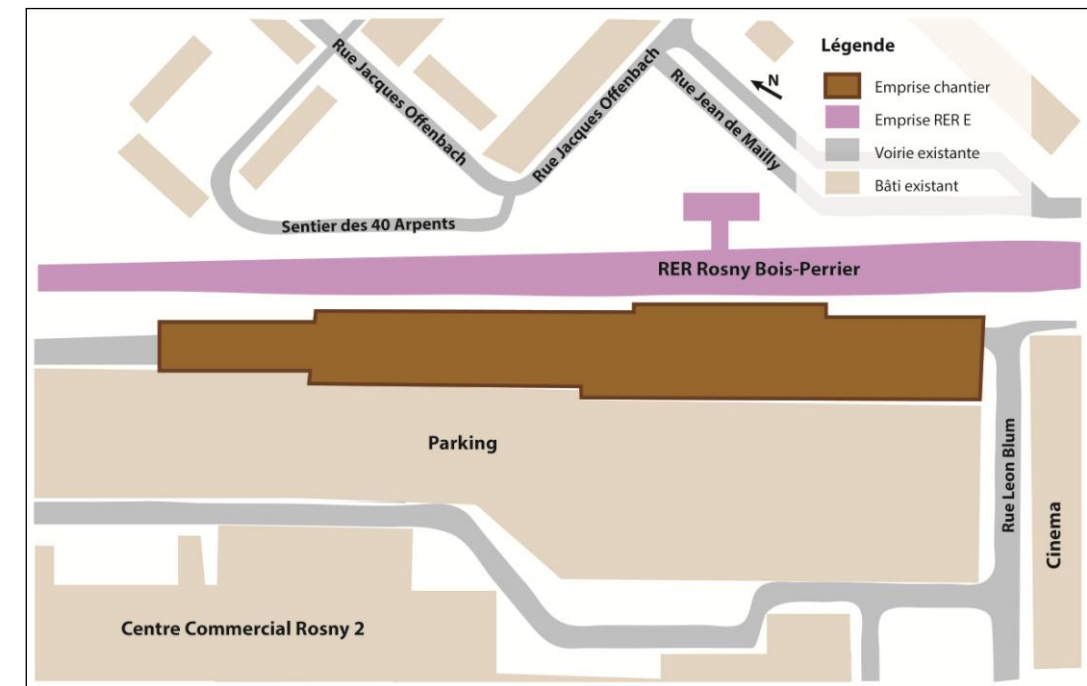 Légende
N
Emprise chantier
Emprise RER E
Voirie existante
Bâti existant
Rue Jacques Offenbach
Rue Jacques Offenbach
Rue Jean de Mailly
Sentier des 40 Arpents
RER Rosny Bois-Perrier
Parking
Rue Leon Blum
Cinema
Centre Commercial Rosny 2